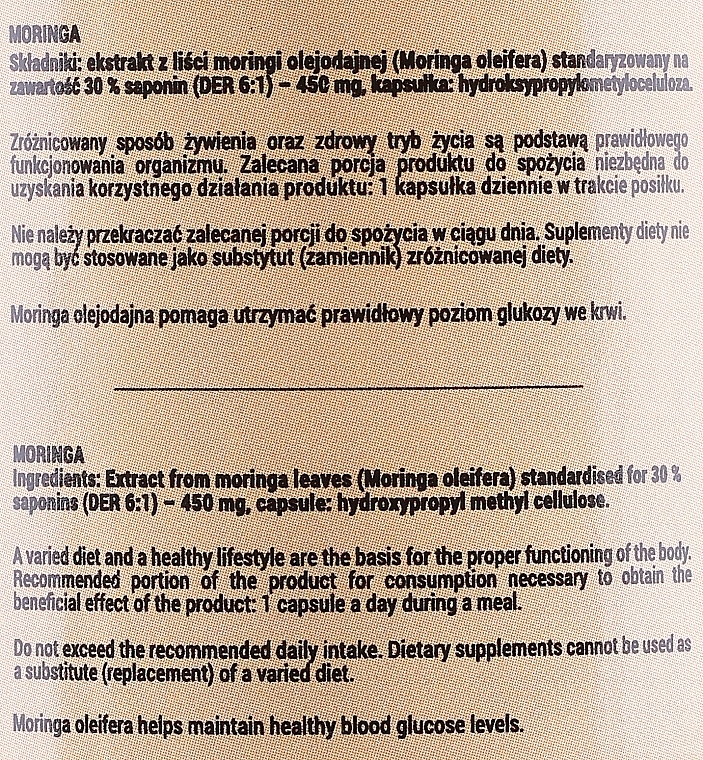 MORINGA
Składniki: ekstrakt z liści moringi olejodajnej (Moringa oleifera) standaryzowany na
zawartość 30 % saponin (DER 6:1) – 450 mg, kapsułka: hydroksypropylometyloceluloza.
Zróżnicowany sposób żywienia oraz zdrowy tryb życia są podstawą prawidłowego
funkcjonowania organizmu. Zalecana porcja produktu do spożycia niezbędna do
uzyskania korzystnego działania produktu: 1 kapsułka dziennie w trakcie posiłku.
Nie należy przekraczać zalecanej porcji do spożycia w ciągu dnia. Suplementy diety nie
mogą być stosowane jako substytut (zamiennik) zróżnicowanej diety.
Moringa olejodajna pomaga utrzymać prawidłowy poziom glukozy we krwi.
MORINGA
Ingredients: Extract from moringa leaves (Moringa oleifera) standardised for 30 %
saponins (DER 6:1) – 450 mg, capsule: hydroxypropyl methyl cellulose.
A varied diet and a healthy lifestyle are the basis for the proper functioning of the body.
Recommended portion of the product for consumption necessary to obtain the
beneficial effect of the product: 1 capsule a day during a meal.
Do not exceed the recommended daily intake. Dietary supplements cannot be used as
a substitute (replacement) of a varied diet.
Moringa oleifera helps maintain healthy blood glucose levels.